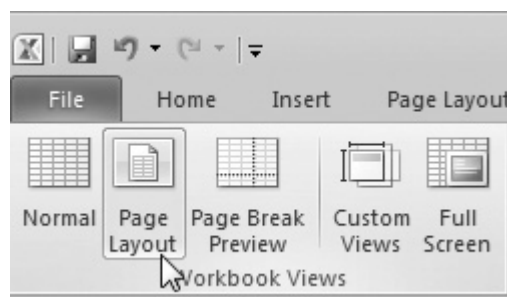 File Home Insert Page Layout
Normal Page Layout Page Break Preview Custom Views Full Screen
Workbook Views